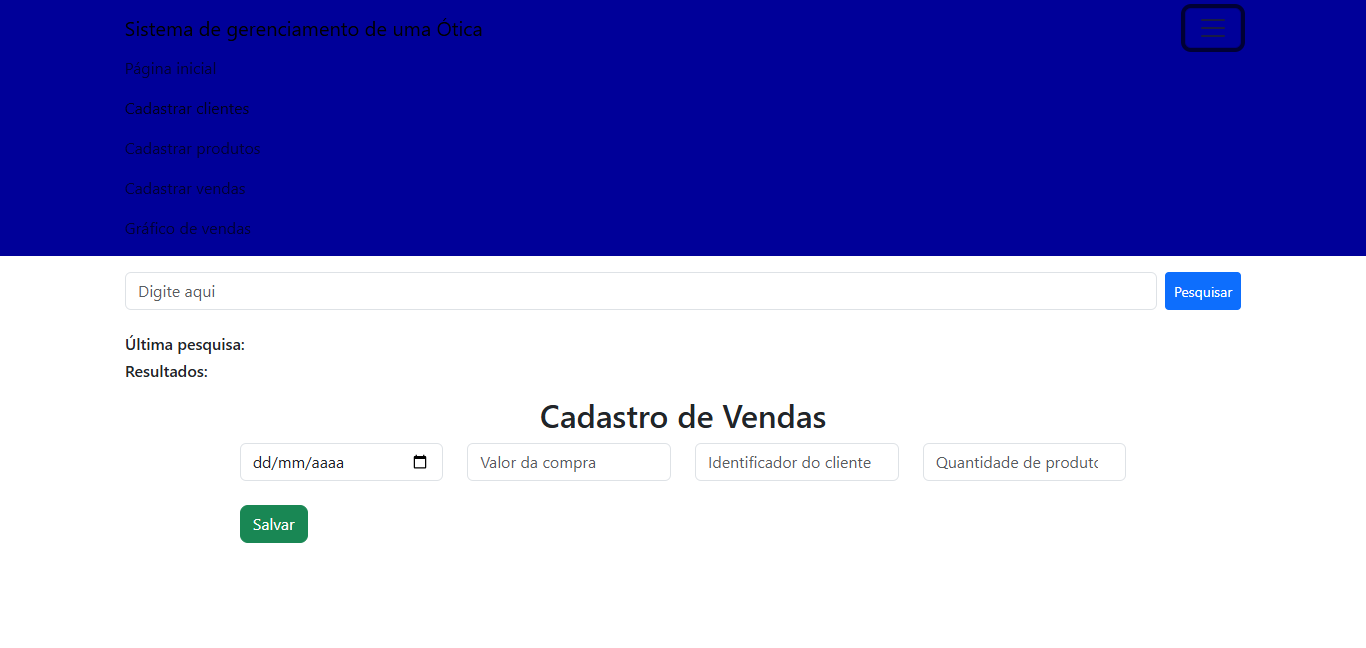 Sistema de gerenciamento de uma Ótica
Página inicial
Cadastrar clientes
Cadastrar produtos
Cadastrar vendas
Gráfico de vendas
Digite aqui
Pesquisar
Última pesquisa:
Resultados:
Cadastro de Vendas
dd/mm/aaaa
Valor da compra
Identificador do cliente
Quantidade de produto
Salvar